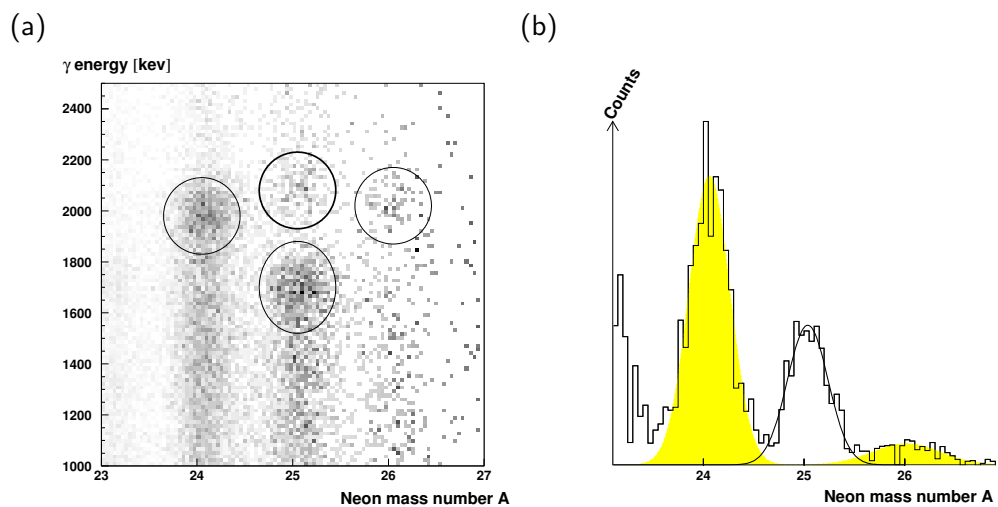 (a)
γ energy [kev]
2400
2200
2000
1800
1600
1400
1200
1000
23
24
25
26
27
Neon mass number A
(b)
Counts
24
25
26
Neon mass number A